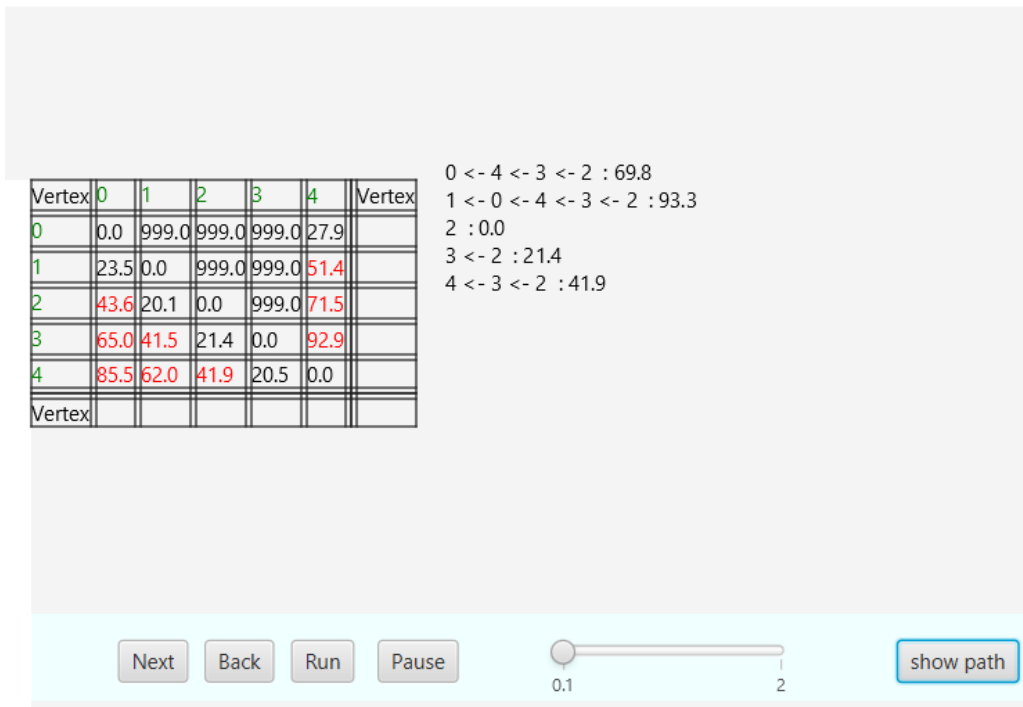 Vertex 0 1 2 3 4 Vertex
0 0.0 999.0 999.0 999.0 27.9
1 23.5 0.0 999.0 999.0 51.4
2 43.6 20.1 0.0 999.0 71.5
3 65.0 41.5 21.4 0.0 92.9
4 85.5 62.0 41.9 20.5 0.0
Vertex
0 <- 4 <- 3 <- 2 : 69.8
1 <- 0 <- 4 <- 3 <- 2 : 93.3
2 : 0.0
3 <- 2 : 21.4
4 <- 3 <- 2 : 41.9
Next Back Run Pause show path
0.1 2